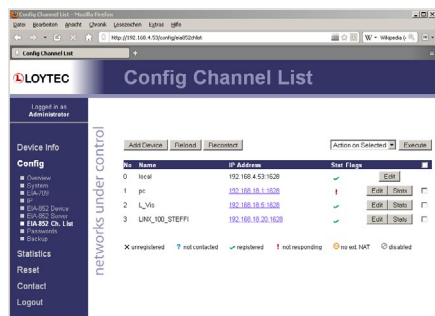 Config Channel List - Mozilla Firefox
Datei Bearbeiten Ansicht Chronik Lesezeichen Extras Hilfe
http://192.168.4.53/config/eia852chlist
W - Wikipedia
Config Channel List
LOYTEC
Config Channel List
Logged in as
Administrator
networks under control
Device Info
Config
Overview
System
EIA-709
IP
EIA-852 Device
EIA-852 Server
EIA-852 Ch. List
Passwords
Backup
Statistics
Reset
Contact
Logout
Add Device Reload Recontact Action on Selected Execute
No Name IP Address Stat Flags
0 local 192.168.4.53:1628 Edit
1 pc 192.168.18.1:1628 Edit Stats
2 L_Vis 192.168.18.5:1628 Edit Stats
3 LINX_100_STEFFI 192.168.18.20:1628 Edit Stats
unregistered ? not contacted registered ! not responding no ext. NAT disabled